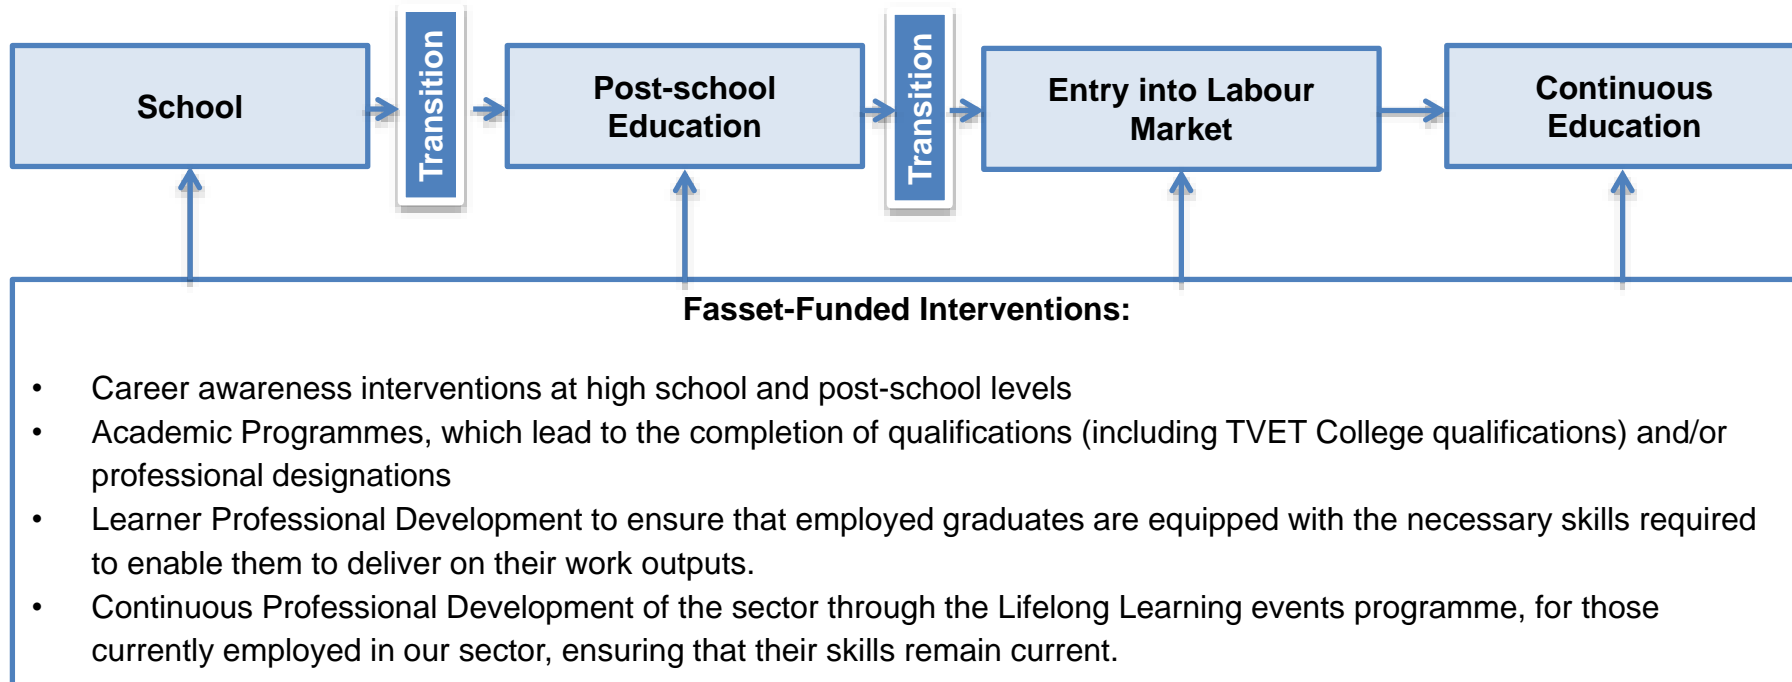 School
Transition
Post-school
Education
Transition
Entry into Labour
Market
Continuous
Education
Fasset-Funded Interventions:
• Career awareness interventions at high school and post-school levels
• Academic Programmes, which lead to the completion of qualifications (including TVET College qualifications) and/or
professional designations
• Learner Professional Development to ensure that employed graduates are equipped with the necessary skills required
to enable them to deliver on their work outputs.
• Continuous Professional Development of the sector through the Lifelong Learning events programme, for those
currently employed in our sector, ensuring that their skills remain current.